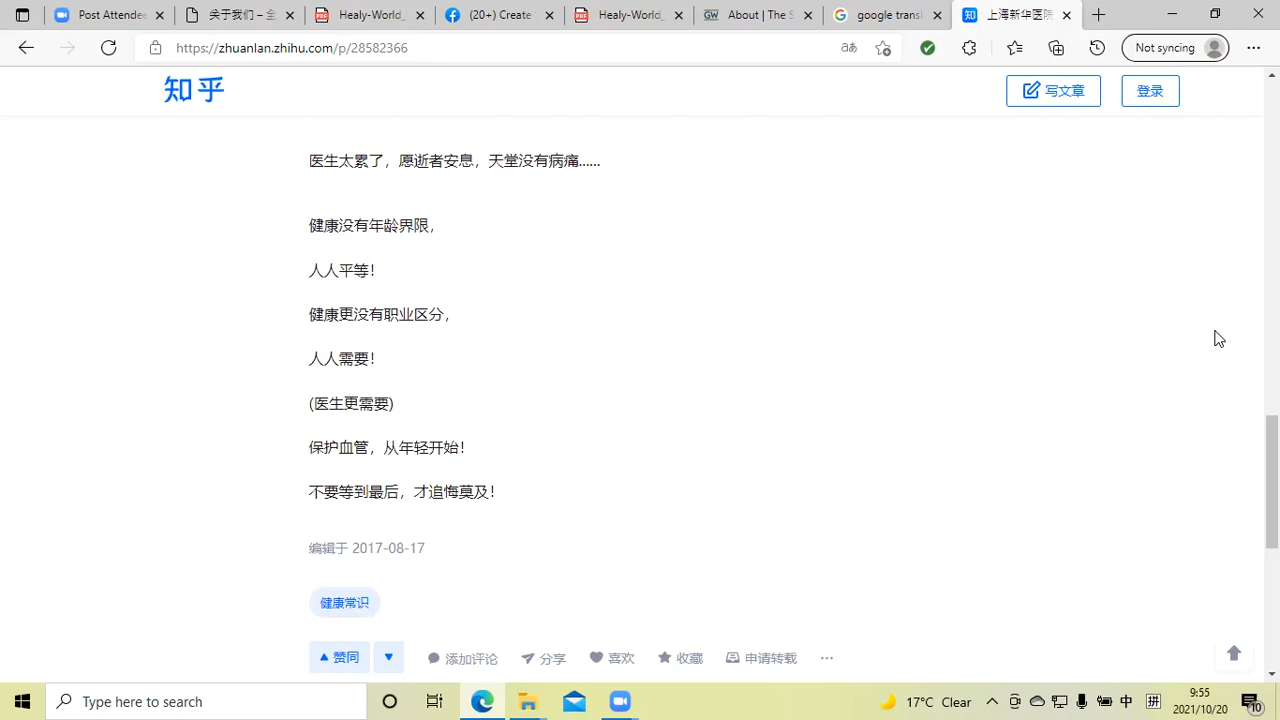 Post Attende
关于我们 _ 圣
Healy-World_
(20+) Create
Healy-World_
About | The S
google transl
上海新华医院
https://zhuanlan.zhihu.com/p/28582366
Not syncing
知乎
写文章
登录
医生太累了，愿逝者安息，天堂没有病痛......
健康没有年龄界限，
人人平等！
健康更没有职业区分，
人人需要！
(医生更需要)
保护血管，从年轻开始！
不要等到最后，才追悔莫及！
编辑于 2017-08-17
健康常识
赞同
添加评论
分享
喜欢
收藏
申请转载
Type here to search
17°C Clear
中
拼
9:55
2021/10/20
10